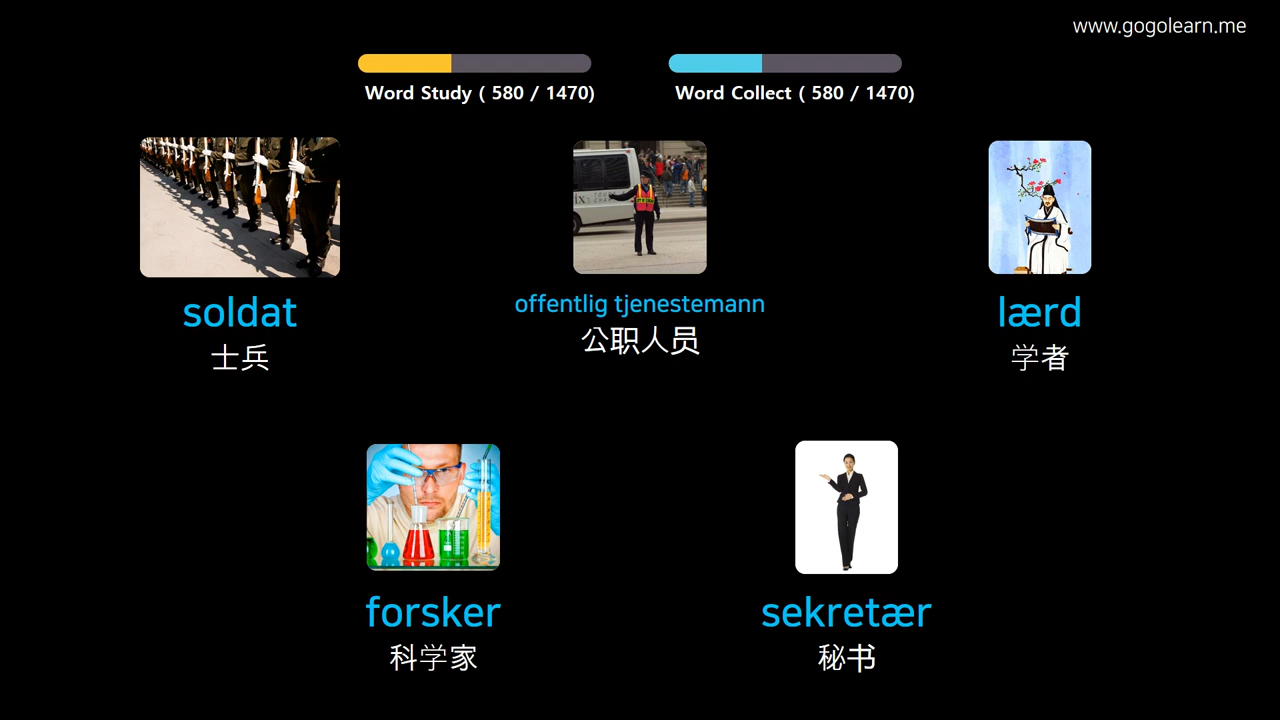 www.gogolearn.me
Word Study ( 580 / 1470)
Word Collect ( 580 / 1470)
soldat
士兵
offentlig tjenestemann
公职人员
lærd
学者
forsker
科学家
sekretær
秘书